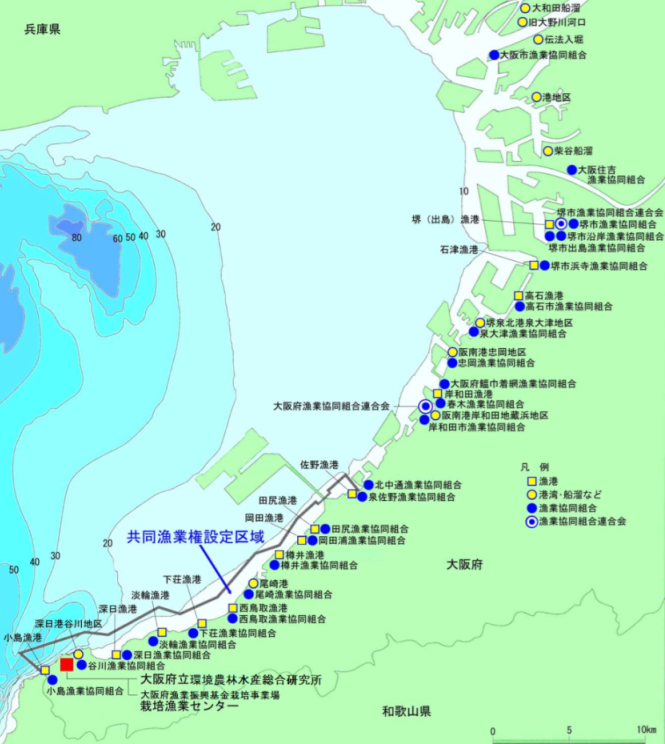 大和田船溜
旧大野川河口
兵庫県
伝法入堀
大阪市漁業協同組合
港地区
柴谷船溜
大阪住吉
漁業協同組合
10
堺市漁業協同組合連合会
堺（出島）漁港
堺市漁業協同組合
20
堺市沿岸漁業協同組合
80
60 50 40 30
堺市出島漁業協同組合
石津漁港
堺市浜寺漁業協同組合
高石漁港
高石市漁業協同組合
堺泉北港泉大津地区
泉大津漁業協同組合
阪南港忠岡地区
忠岡漁業協同組合
大阪府鰮巾着網漁業協同組合
岸和田漁港
大阪府漁業協同組合連合会
春木漁業協同組合
阪南港岸和田地蔵浜地区
岸和田市漁業協同組合
佐野漁港
凡 例
漁港
港湾・船溜など
漁業協同組合
漁業協同組合連合会
北中通漁業協同組合
泉佐野漁業協同組合
田尻漁港
岡田漁港
田尻漁業協同組合
共同漁業権設定区域
岡田浦漁業協同組合
20
30
40
50
樽井漁港
樽井漁業協同組合
大阪府
下荘漁港
尾崎港
尾崎漁業協同組合
淡輪漁港
深日漁港
西鳥取漁港
西鳥取漁業協同組合
深日港谷川地区
小島漁港
下荘漁業協同組合
淡輪漁業協同組合
深日漁業協同組合
谷川漁業協同組合
大阪府立環境農林水産総合研究所
小島漁業協同組合
大阪府漁業振興基金栽培事業場
栽培漁業センター
和歌山県
0 5 10km